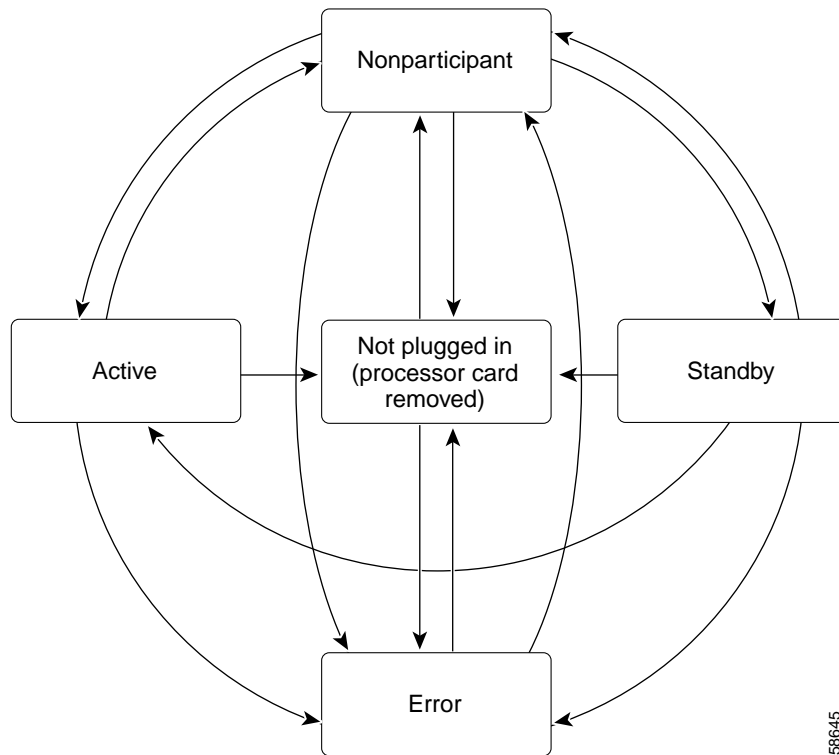 Nonparticipant
Active
Not plugged in
(processor card
removed)
Standby
Error
58645